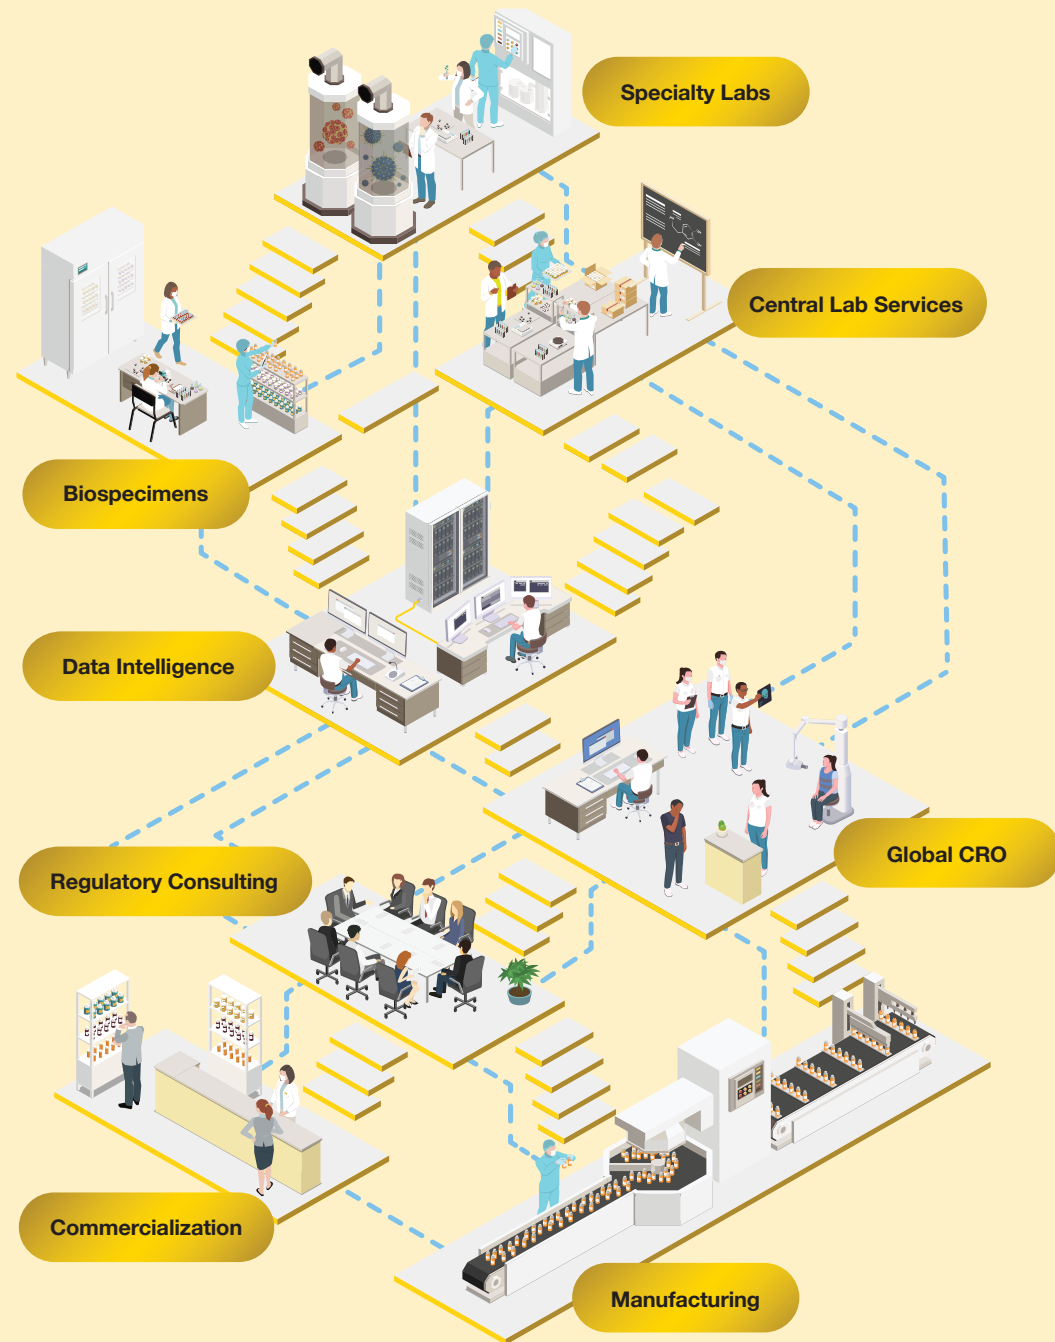 Specialty Labs
Central Lab Services
Biospecimens
Data Intelligence
Global CRO
Regulatory Consulting
Commercialization
Manufacturing